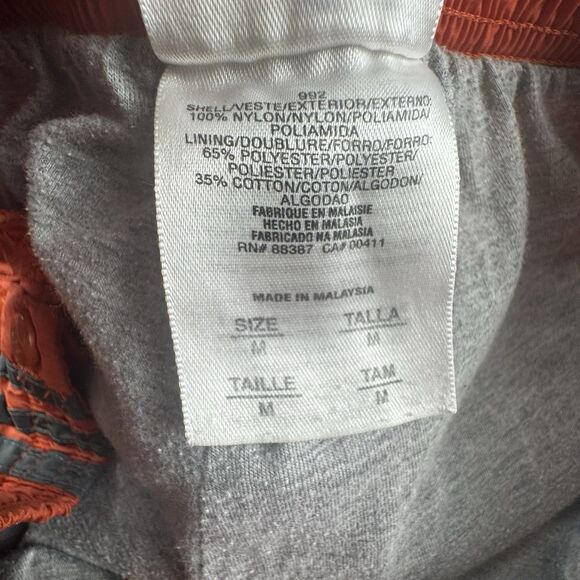 992
SHELL/VESTE/EXTERIOR/EXTERNO:
100% NYLON/NYLON/POLIAMIDA/
POLIAMIDA
LINING/DOUBLURE/FORRO/FORRO:
65% POLYESTER/POLYESTER/
POLIESTER/POLIESTER
35% COTTON/COTON/ALGODON/
ALGODAO
FABRIQUE EN MALAISIE
HECHO EN MALASIA
FABRICADO NA MALASIA
RN# 88387 CA# 00411
MADE IN MALAYSIA
SIZE TALLA
M M
TAILLE TAM
M M